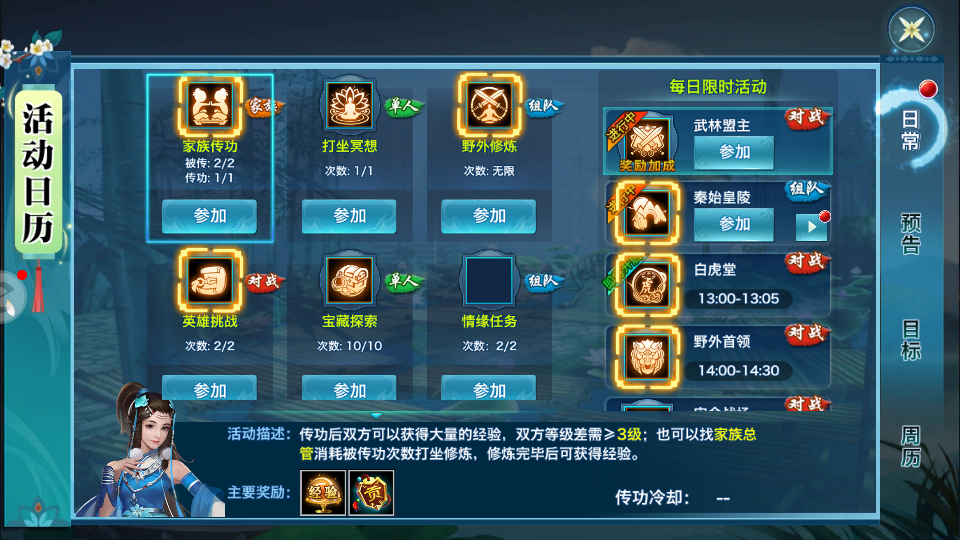 活动日历
家族
家族传功
被传: 2/2
传功: 1/1
参加
单人
打坐冥想
次数: 1/1
参加
组队
野外修炼
次数: 无限
参加
对战
英雄挑战
次数: 2/2
参加
单人
宝藏探索
次数: 10/10
参加
组队
情缘任务
次数: 2/2
参加
每日限时活动
进行中
奖励加成
武林盟主
对战
参加
进行中
秦始皇陵
组队
参加
虎
白虎堂
对战
13:00-13:05
野外首领
对战
14:00-14:30
对战
日常
预告
目标
周历
活动描述: 传功后双方可以获得大量的经验，双方等级差需≥3级；也可以找家族总
管消耗被传功次数打坐修炼，修炼完毕后可获得经验。
主要奖励:
经验
贡
传功冷却: --